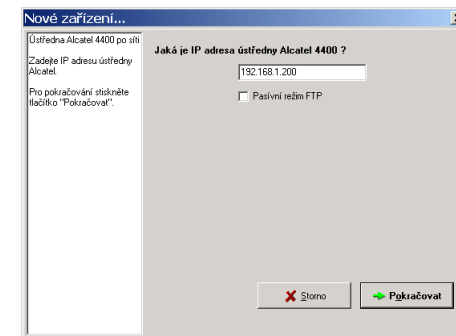 Nové zařízení...
Ústředna Alcatel 4400 po síti
Zadejte IP adresu ústředny
Alcatel.
Pro pokračování stiskněte
tlačítko "Pokračovat".
Jaká je IP adresa ústředny Alcatel 4400 ?
192.168.1.200
Pasívní režim FTP
Storno
Pokračovat